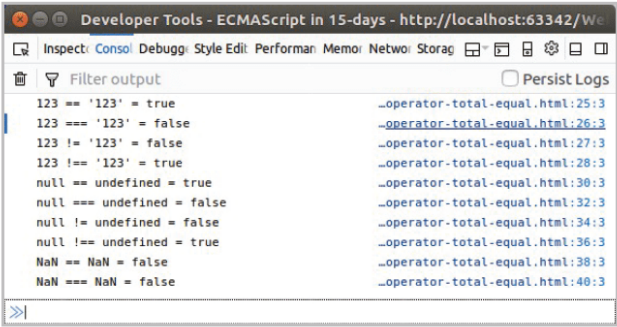 Developer Tools - ECMAScript in 15-days - http://localhost:63342/We
Inspect Consol Debugg Style Edit Performan Memor Networ Storag
Filter output Persist Logs
123 == '123' = true …operator-total-equal.html:25:3
123 === '123' = false …operator-total-equal.html:26:3
123 != '123' = false …operator-total-equal.html:27:3
123 !== '123' = true …operator-total-equal.html:28:3
null == undefined = true …operator-total-equal.html:30:3
null === undefined = false …operator-total-equal.html:32:3
null != undefined = false …operator-total-equal.html:34:3
null !== undefined = true …operator-total-equal.html:36:3
NaN == NaN = false …operator-total-equal.html:38:3
NaN === NaN = false …operator-total-equal.html:40:3